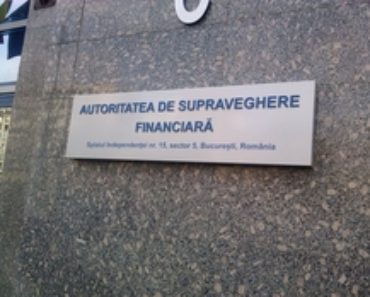 AUTORITATEA DE SUPRAVEGHERE
FINANCIARĂ
Splaiul Independenţei nr. 15, sector 5, Bucureşti, România